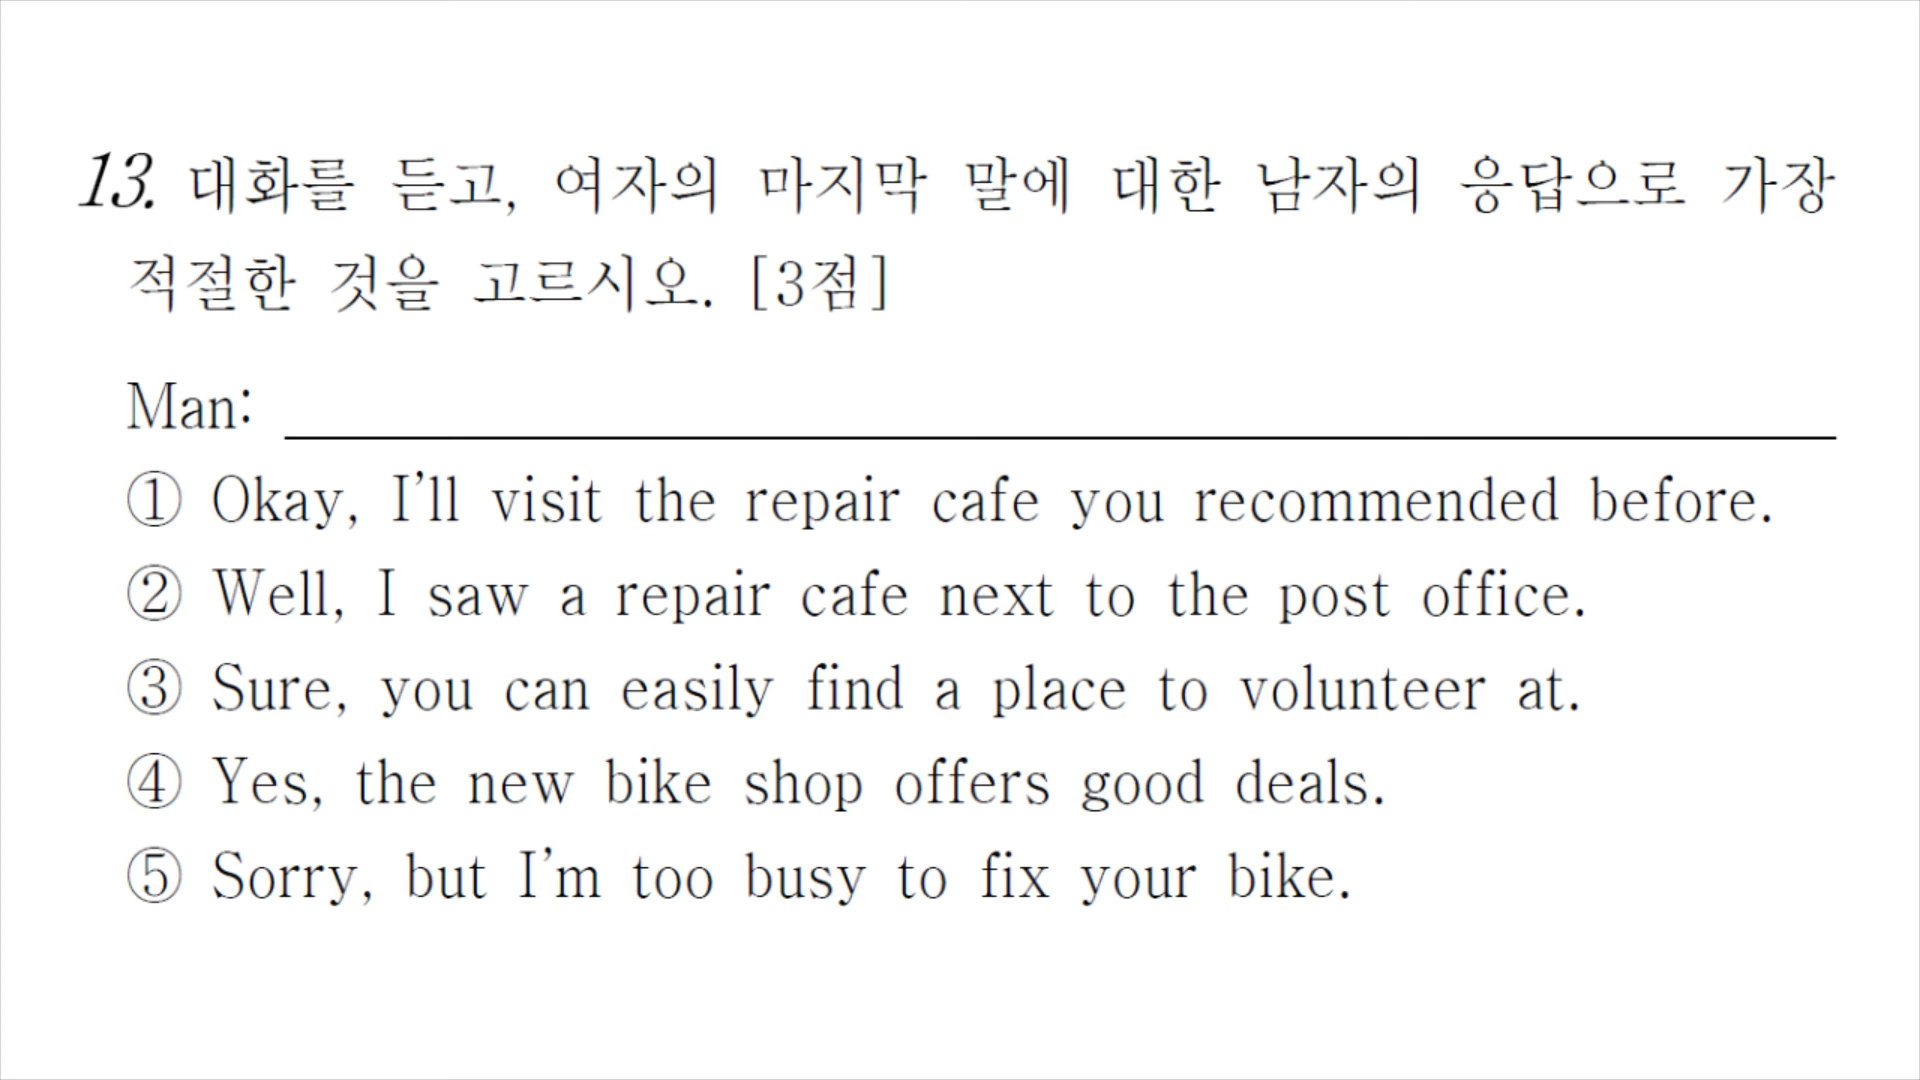 13. 대화를 듣고, 여자의 마지막 말에 대한 남자의 응답으로 가장
적절한 것을 고르시오. [3점]
Man:
① Okay, I'll visit the repair cafe you recommended before.
② Well, I saw a repair cafe next to the post office.
③ Sure, you can easily find a place to volunteer at.
④ Yes, the new bike shop offers good deals.
⑤ Sorry, but I'm too busy to fix your bike.